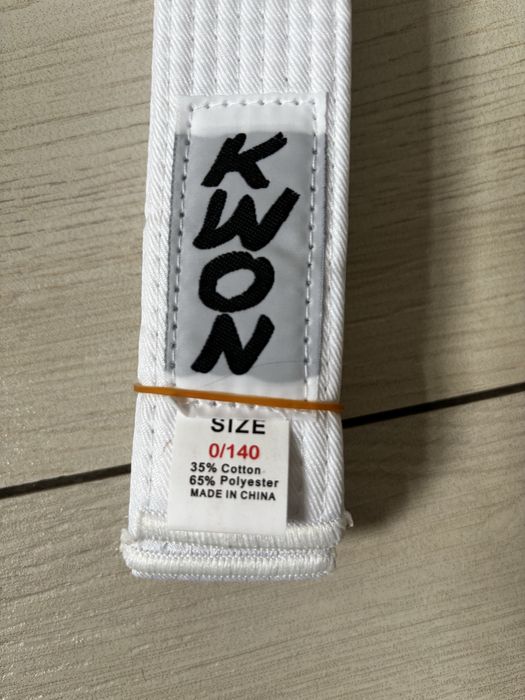 KWON
SIZE
0/140
35% Cotton
65% Polyester
MADE IN CHINA